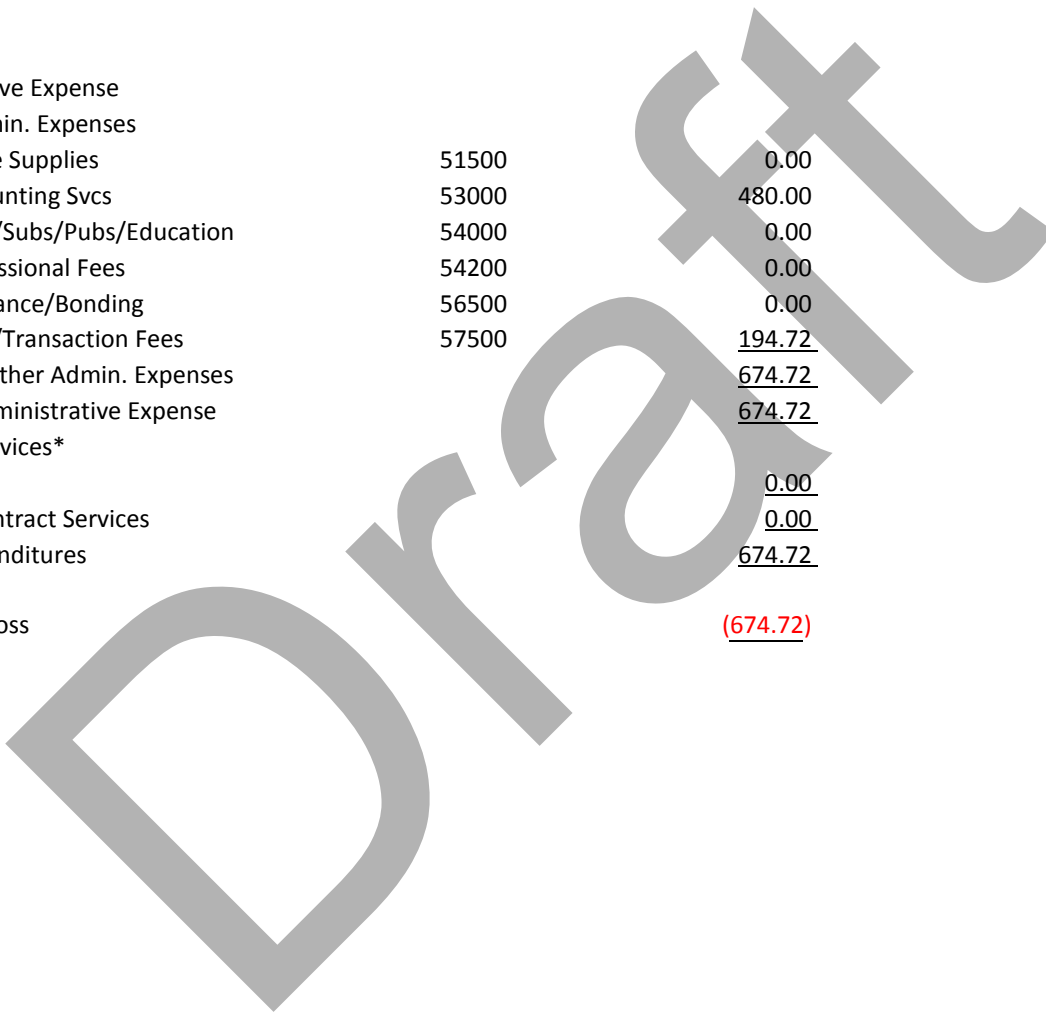 ve Expense
nin. Expenses
e Supplies 51500 0.00
unting Svcs 53000 480.00
/Subs/Pubs/Education 54000 0.00
essional Fees 54200 0.00
ance/Bonding 56500 0.00
/Transaction Fees 57500 194.72
ther Admin. Expenses 674.72
ministrative Expense 674.72
vices*
0.00
ntract Services 0.00
nditures 674.72
oss (674.72)
Draft